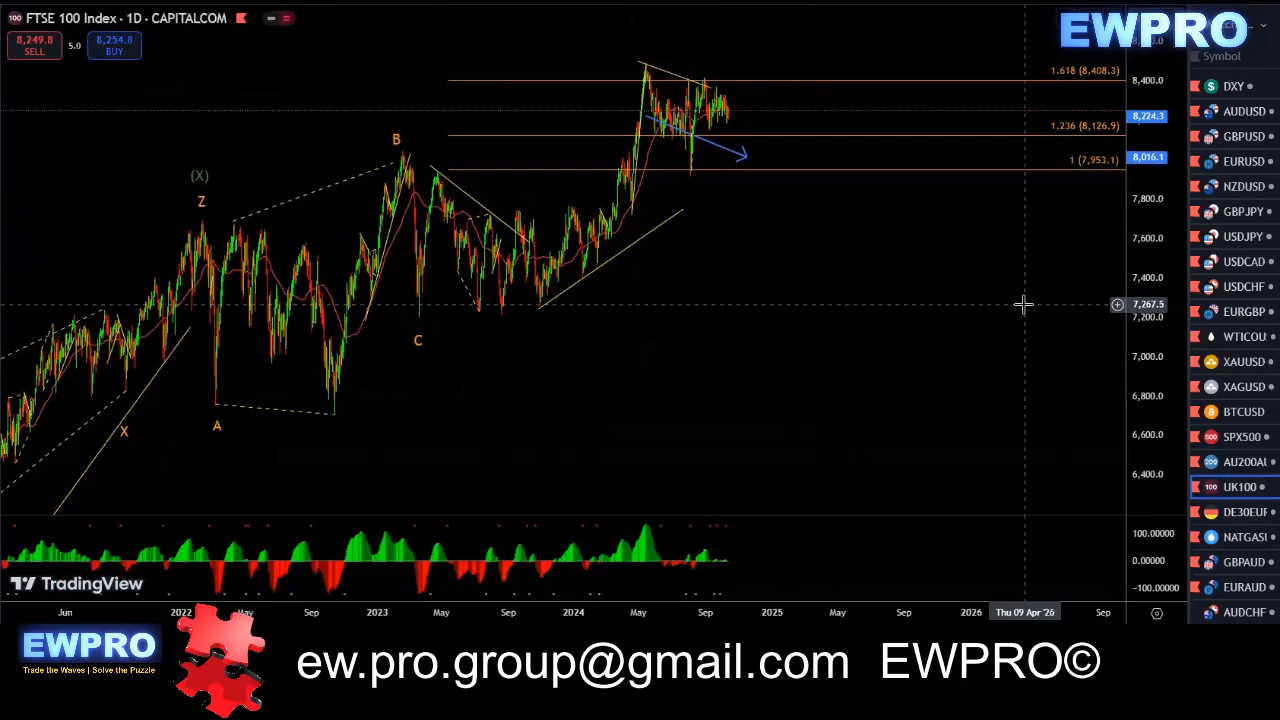 100 FTSE 100 Index · 1D · CAPITALCOM
8,249.8 SELL 5.0 8,254.8 BUY
EWPRO
Symbol
1.618 (8,408.3)
8,400.0
8,224.3
1.236 (8,126.9)
8,016.1
1 (7,953.1)
7,800.0
7,600.0
7,400.0
7,267.5
7,200.0
7,000.0
6,800.0
6,600.0
6,400.0
100.00000
0.00000
-100.00000
(X)
Z
B
C
X
A
DXY
AUDUSD
GBPUSD
EURUSD
NZDUSD
GBPJPY
USDJPY
USDCAD
USDCHF
EURGBP
WTICOU
XAUUSD
XAGUSD
BTCUSD
500 SPX500
200 AU200AU
100 UK100
DE30EUR
NATGASU
GBPAUD
EURAUD
AUDCHF
TradingView
Jun 2022 May Sep 2023 May Sep 2024 May Sep 2025 May Sep 2026 Thu 09 Apr '26 Sep
EWPRO
Trade the Waves | Solve the Puzzle
ew.pro.group@gmail.com EWPRO©